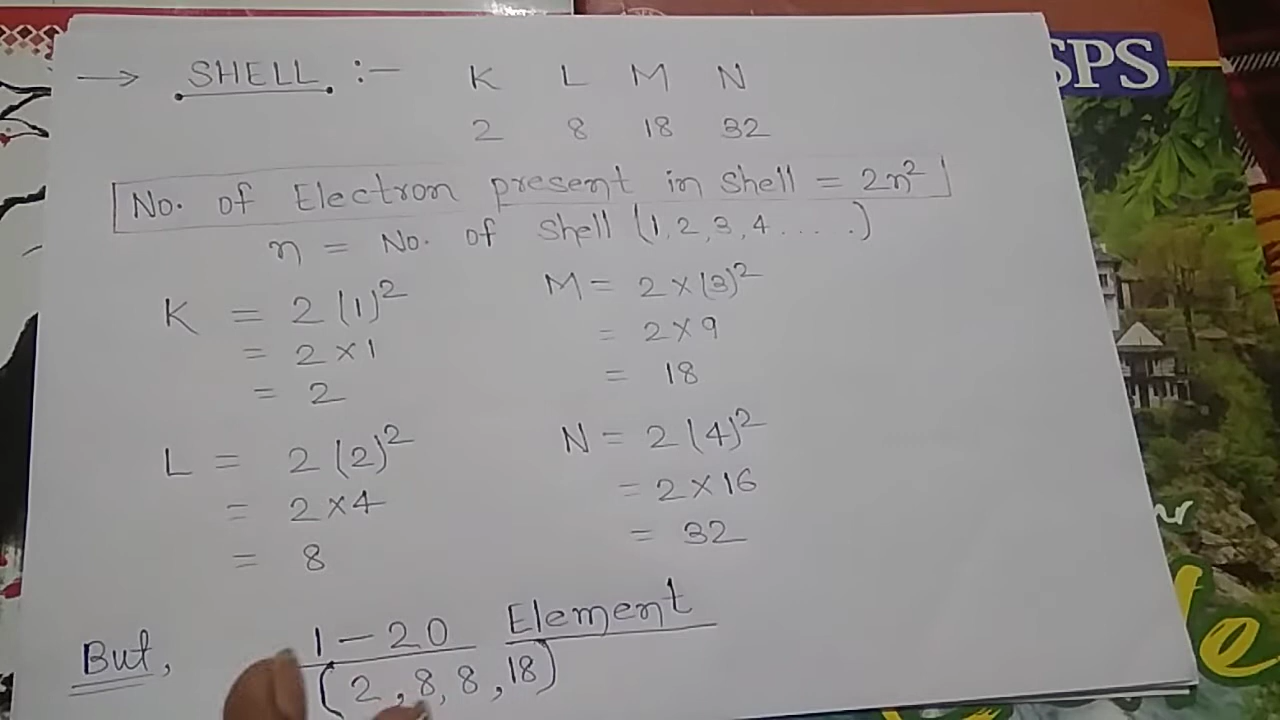 → SHELL :- K L M N
2 8 18 32
No. of Electron present in shell = 2n²
n = No. of shell (1, 2, 3, 4 . . . . .)
K = 2 (1)²
= 2 × 1
= 2
L = 2 (2)²
= 2 × 4
= 8
M = 2 × (3)²
= 2 × 9
= 18
N = 2 (4)²
= 2 × 16
= 32
But, 1 – 20 Element
(2, 8, 8, 18)
SPS